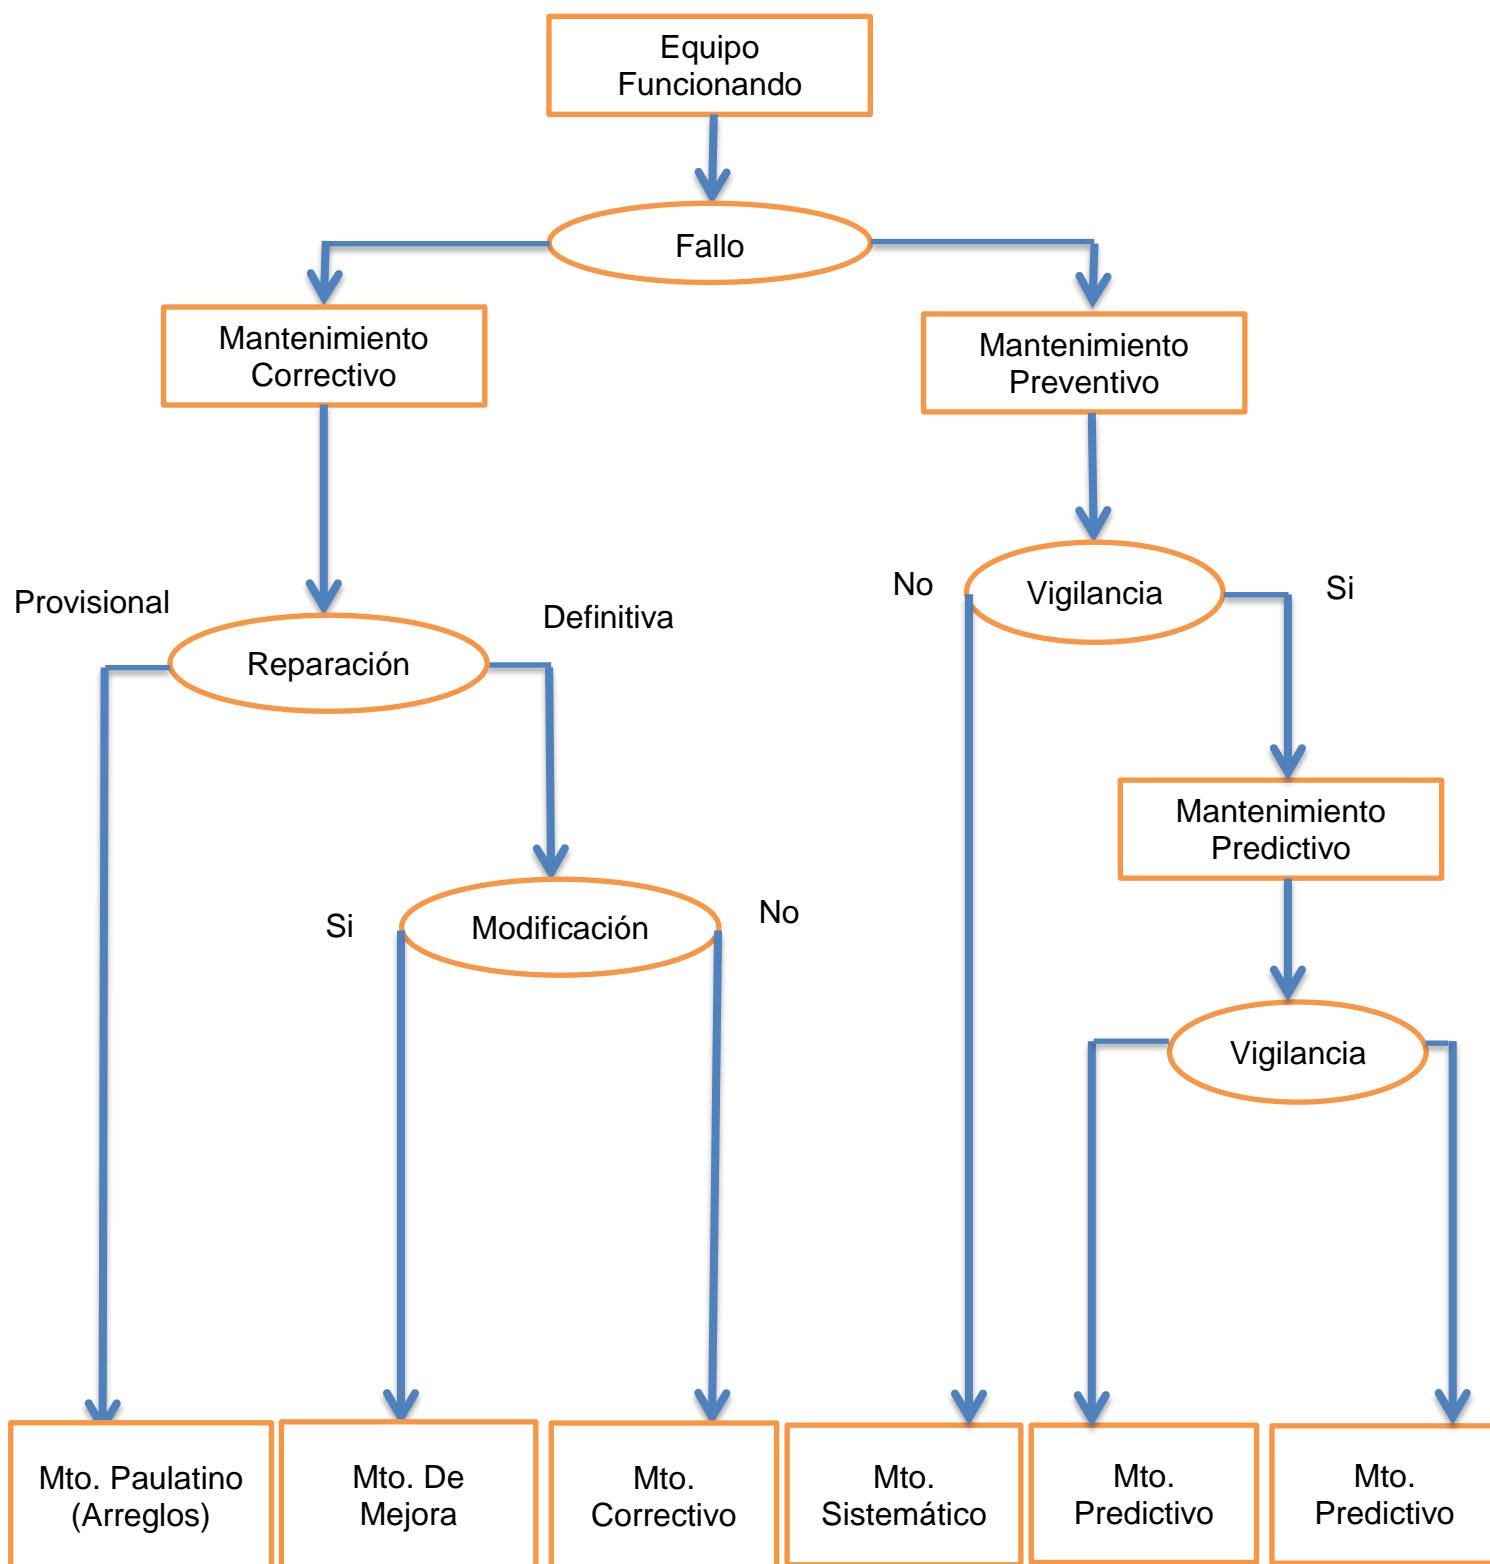 Equipo
Funcionando
Fallo
Mantenimiento
Correctivo
Mantenimiento
Preventivo
No
Vigilancia
Si
Provisional
Definitiva
Reparación
Mantenimiento
Predictivo
Si
Modificación
No
Vigilancia
Mto. Paulatino
(Arreglos)
Mto. De
Mejora
Mto.
Correctivo
Mto.
Sistemático
Mto.
Predictivo
Mto.
Predictivo